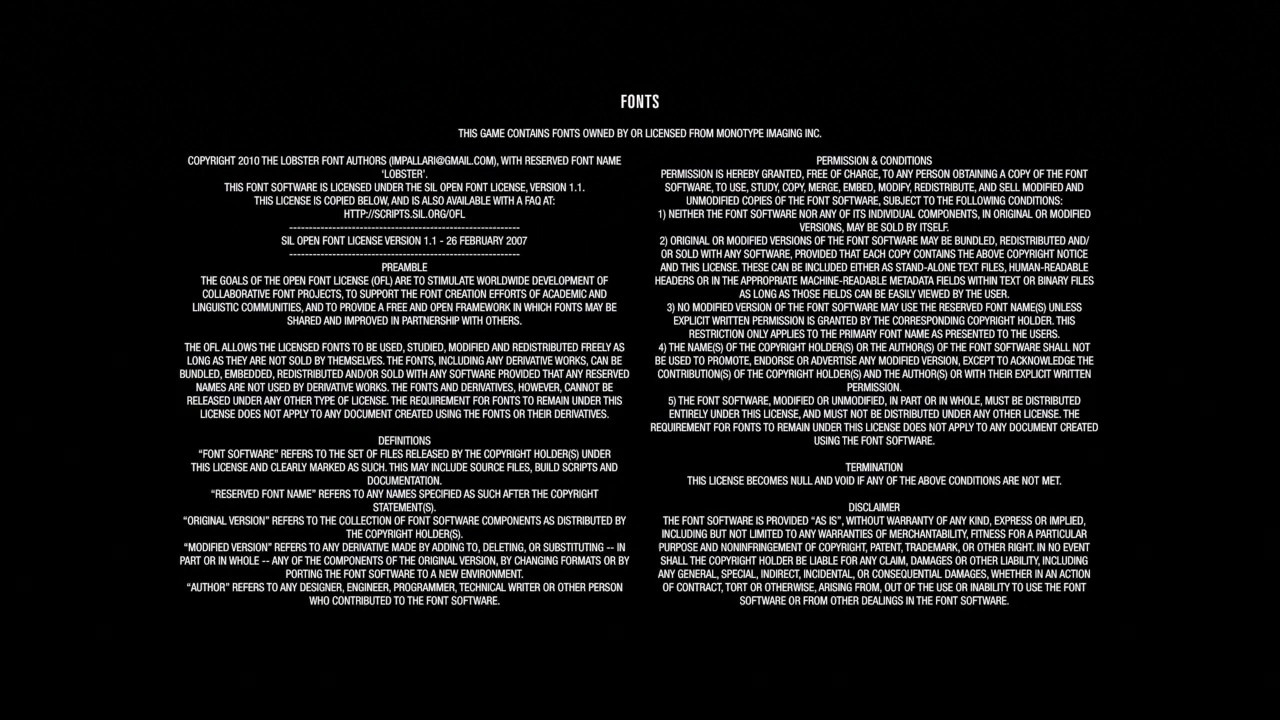 FONTS
THIS GAME CONTAINS FONTS OWNED BY OR LICENSED FROM MONOTYPE IMAGING INC.
COPYRIGHT 2010 THE LOBSTER FONT AUTHORS (IMPALLARI@GMAIL.COM), WITH RESERVED FONT NAME
‘LOBSTER’.
THIS FONT SOFTWARE IS LICENSED UNDER THE SIL OPEN FONT LICENSE, VERSION 1.1.
THIS LICENSE IS COPIED BELOW, AND IS ALSO AVAILABLE WITH A FAQ AT:
HTTP://SCRIPTS.SIL.ORG/OFL
-----------------------------------------------------------
SIL OPEN FONT LICENSE VERSION 1.1 - 26 FEBRUARY 2007
-----------------------------------------------------------
PREAMBLE
THE GOALS OF THE OPEN FONT LICENSE (OFL) ARE TO STIMULATE WORLDWIDE DEVELOPMENT OF
COLLABORATIVE FONT PROJECTS, TO SUPPORT THE FONT CREATION EFFORTS OF ACADEMIC AND
LINGUISTIC COMMUNITIES, AND TO PROVIDE A FREE AND OPEN FRAMEWORK IN WHICH FONTS MAY BE
SHARED AND IMPROVED IN PARTNERSHIP WITH OTHERS.
THE OFL ALLOWS THE LICENSED FONTS TO BE USED, STUDIED, MODIFIED AND REDISTRIBUTED FREELY AS
LONG AS THEY ARE NOT SOLD BY THEMSELVES. THE FONTS, INCLUDING ANY DERIVATIVE WORKS, CAN BE
BUNDLED, EMBEDDED, REDISTRIBUTED AND/OR SOLD WITH ANY SOFTWARE PROVIDED THAT ANY RESERVED
NAMES ARE NOT USED BY DERIVATIVE WORKS. THE FONTS AND DERIVATIVES, HOWEVER, CANNOT BE
RELEASED UNDER ANY OTHER TYPE OF LICENSE. THE REQUIREMENT FOR FONTS TO REMAIN UNDER THIS
LICENSE DOES NOT APPLY TO ANY DOCUMENT CREATED USING THE FONTS OR THEIR DERIVATIVES.
DEFINITIONS
“FONT SOFTWARE” REFERS TO THE SET OF FILES RELEASED BY THE COPYRIGHT HOLDER(S) UNDER
THIS LICENSE AND CLEARLY MARKED AS SUCH. THIS MAY INCLUDE SOURCE FILES, BUILD SCRIPTS AND
DOCUMENTATION.
“RESERVED FONT NAME” REFERS TO ANY NAMES SPECIFIED AS SUCH AFTER THE COPYRIGHT
STATEMENT(S).
“ORIGINAL VERSION” REFERS TO THE COLLECTION OF FONT SOFTWARE COMPONENTS AS DISTRIBUTED BY
THE COPYRIGHT HOLDER(S).
“MODIFIED VERSION” REFERS TO ANY DERIVATIVE MADE BY ADDING TO, DELETING, OR SUBSTITUTING -- IN
PART OR IN WHOLE -- ANY OF THE COMPONENTS OF THE ORIGINAL VERSION, BY CHANGING FORMATS OR BY
PORTING THE FONT SOFTWARE TO A NEW ENVIRONMENT.
“AUTHOR” REFERS TO ANY DESIGNER, ENGINEER, PROGRAMMER, TECHNICAL WRITER OR OTHER PERSON
WHO CONTRIBUTED TO THE FONT SOFTWARE.
PERMISSION & CONDITIONS
PERMISSION IS HEREBY GRANTED, FREE OF CHARGE, TO ANY PERSON OBTAINING A COPY OF THE FONT
SOFTWARE, TO USE, STUDY, COPY, MERGE, EMBED, MODIFY, REDISTRIBUTE, AND SELL MODIFIED AND
UNMODIFIED COPIES OF THE FONT SOFTWARE, SUBJECT TO THE FOLLOWING CONDITIONS:
1) NEITHER THE FONT SOFTWARE NOR ANY OF ITS INDIVIDUAL COMPONENTS, IN ORIGINAL OR MODIFIED
VERSIONS, MAY BE SOLD BY ITSELF.
2) ORIGINAL OR MODIFIED VERSIONS OF THE FONT SOFTWARE MAY BE BUNDLED, REDISTRIBUTED AND/
OR SOLD WITH ANY SOFTWARE, PROVIDED THAT EACH COPY CONTAINS THE ABOVE COPYRIGHT NOTICE
AND THIS LICENSE. THESE CAN BE INCLUDED EITHER AS STAND-ALONE TEXT FILES, HUMAN-READABLE
HEADERS OR IN THE APPROPRIATE MACHINE-READABLE METADATA FIELDS WITHIN TEXT OR BINARY FILES
AS LONG AS THOSE FIELDS CAN BE EASILY VIEWED BY THE USER.
3) NO MODIFIED VERSION OF THE FONT SOFTWARE MAY USE THE RESERVED FONT NAME(S) UNLESS
EXPLICIT WRITTEN PERMISSION IS GRANTED BY THE CORRESPONDING COPYRIGHT HOLDER. THIS
RESTRICTION ONLY APPLIES TO THE PRIMARY FONT NAME AS PRESENTED TO THE USERS.
4) THE NAME(S) OF THE COPYRIGHT HOLDER(S) OR THE AUTHOR(S) OF THE FONT SOFTWARE SHALL NOT
BE USED TO PROMOTE, ENDORSE OR ADVERTISE ANY MODIFIED VERSION, EXCEPT TO ACKNOWLEDGE THE
CONTRIBUTION(S) OF THE COPYRIGHT HOLDER(S) AND THE AUTHOR(S) OR WITH THEIR EXPLICIT WRITTEN
PERMISSION.
5) THE FONT SOFTWARE, MODIFIED OR UNMODIFIED, IN PART OR IN WHOLE, MUST BE DISTRIBUTED
ENTIRELY UNDER THIS LICENSE, AND MUST NOT BE DISTRIBUTED UNDER ANY OTHER LICENSE. THE
REQUIREMENT FOR FONTS TO REMAIN UNDER THIS LICENSE DOES NOT APPLY TO ANY DOCUMENT CREATED
USING THE FONT SOFTWARE.
TERMINATION
THIS LICENSE BECOMES NULL AND VOID IF ANY OF THE ABOVE CONDITIONS ARE NOT MET.
DISCLAIMER
THE FONT SOFTWARE IS PROVIDED “AS IS”, WITHOUT WARRANTY OF ANY KIND, EXPRESS OR IMPLIED,
INCLUDING BUT NOT LIMITED TO ANY WARRANTIES OF MERCHANTABILITY, FITNESS FOR A PARTICULAR
PURPOSE AND NONINFRINGEMENT OF COPYRIGHT, PATENT, TRADEMARK, OR OTHER RIGHT. IN NO EVENT
SHALL THE COPYRIGHT HOLDER BE LIABLE FOR ANY CLAIM, DAMAGES OR OTHER LIABILITY, INCLUDING
ANY GENERAL, SPECIAL, INDIRECT, INCIDENTAL, OR CONSEQUENTIAL DAMAGES, WHETHER IN AN ACTION
OF CONTRACT, TORT OR OTHERWISE, ARISING FROM, OUT OF THE USE OR INABILITY TO USE THE FONT
SOFTWARE OR FROM OTHER DEALINGS IN THE FONT SOFTWARE.